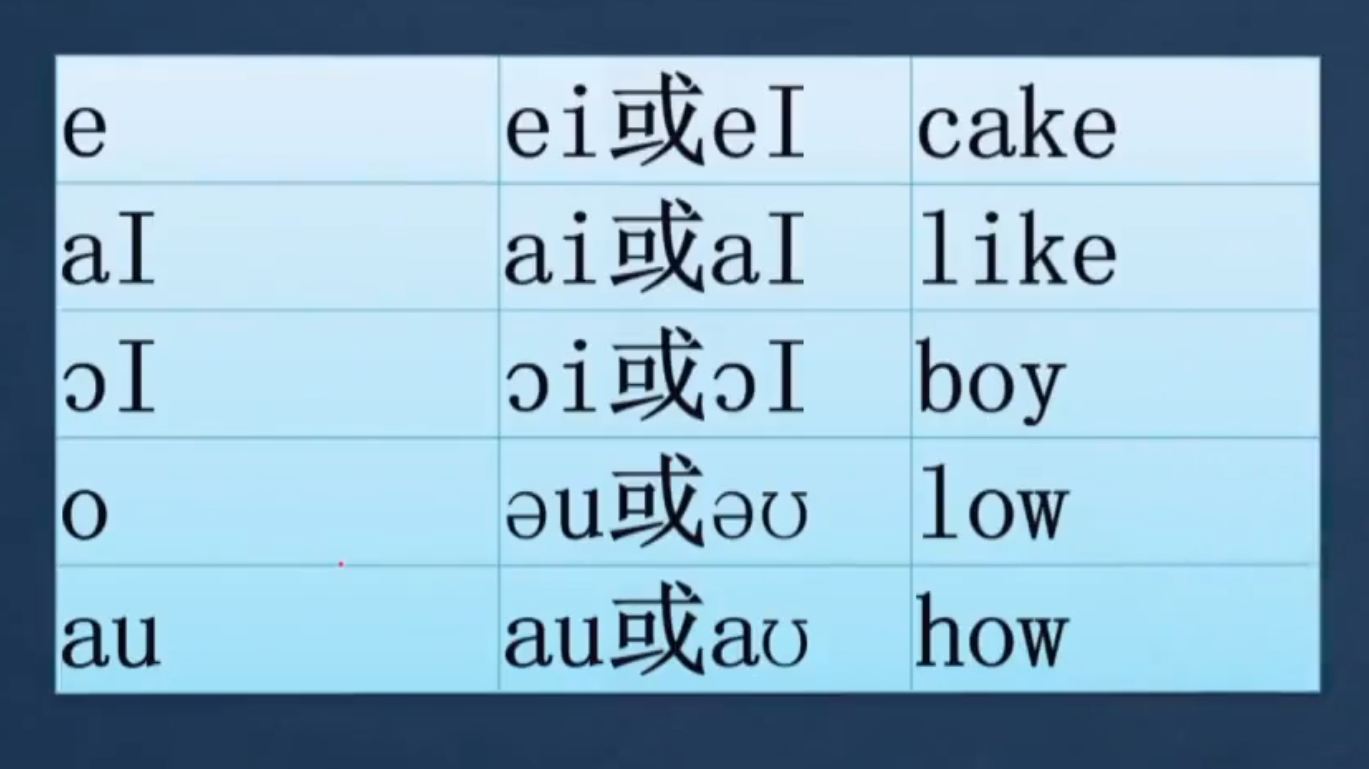 e ei或eI cake
aI ai或aI like
ɔI ɔi或ɔI boy
o əu或əʊ low
au au或aʊ how